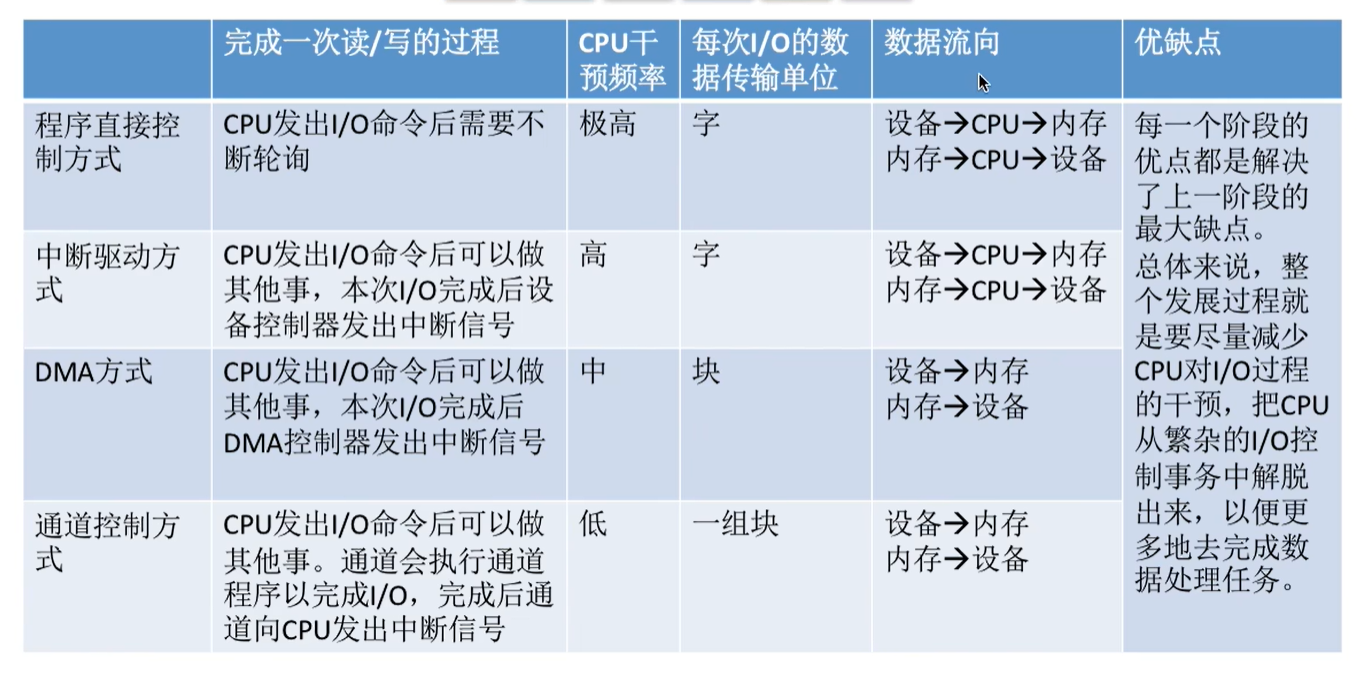 完成一次读/写的过程
CPU干
预频率
每次I/O的数
据传输单位
数据流向
优缺点
程序直接控
制方式
CPU发出I/O命令后需要不
断轮询
极高
字
设备→CPU→内存
内存→CPU→设备
每一个阶段的
优点都是解决
了上一阶段的
最大缺点。
总体来说，整
个发展过程就
是要尽量减少
CPU对I/O过程
的干预，把CPU
从繁杂的I/O控
制事务中解脱
出来，以便更
多地去完成数
据处理任务。
中断驱动方
式
CPU发出I/O命令后可以做
其他事，本次I/O完成后设
备控制器发出中断信号
高
字
设备→CPU→内存
内存→CPU→设备
DMA方式
CPU发出I/O命令后可以做
其他事，本次I/O完成后
DMA控制器发出中断信号
中
块
设备→内存
内存→设备
通道控制方
式
CPU发出I/O命令后可以做
其他事。通道会执行通道
程序以完成I/O，完成后通
道向CPU发出中断信号
低
一组块
设备→内存
内存→设备